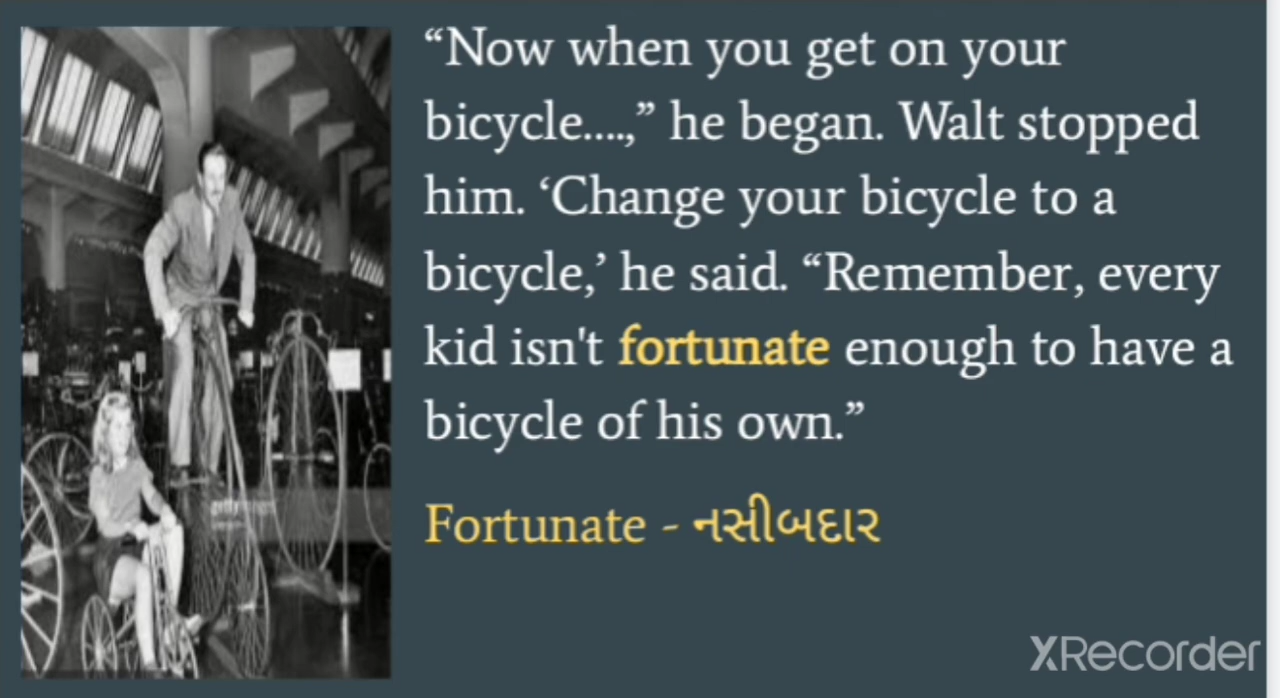 “Now when you get on your
bicycle....,” he began. Walt stopped
him. ‘Change your bicycle to a
bicycle,’ he said. “Remember, every
kid isn't fortunate enough to have a
bicycle of his own.”
Fortunate - નસીબદાર
XRecorder